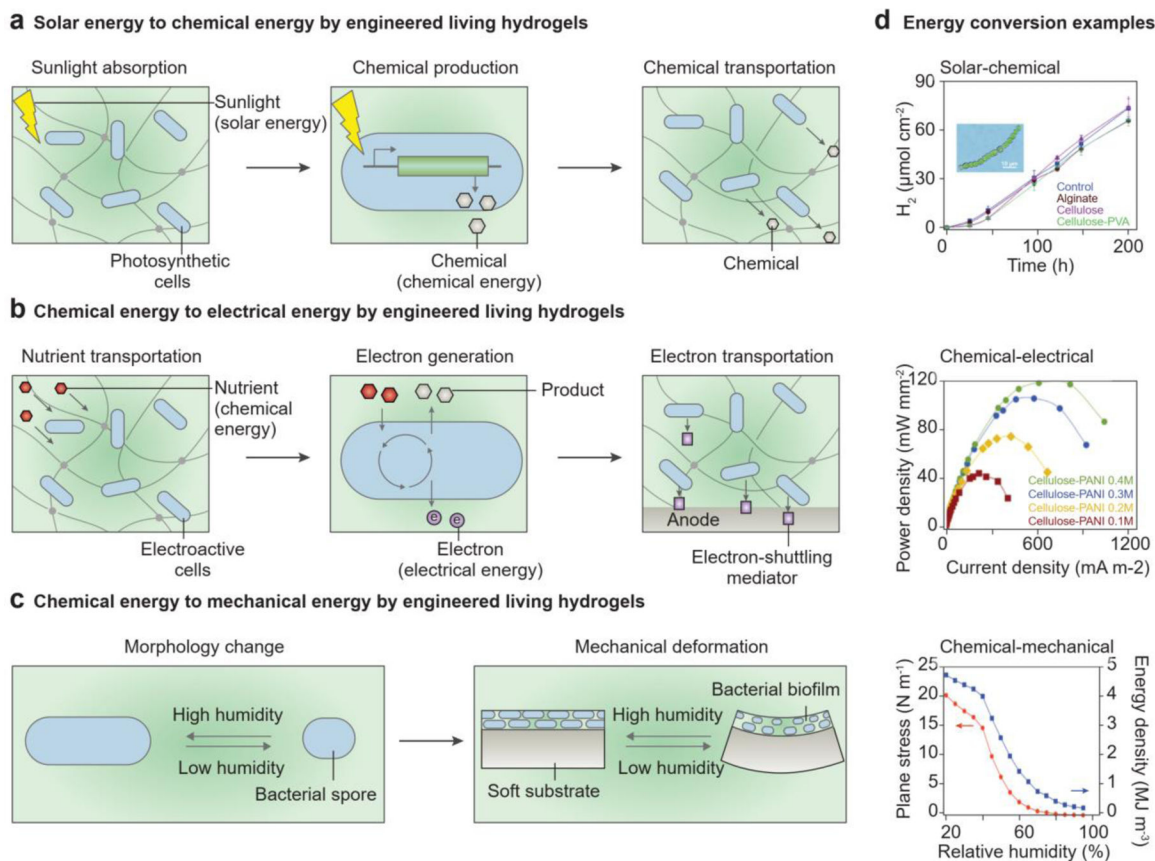 a Solar energy to chemical energy by engineered living hydrogels
Sunlight absorption
Sunlight
(solar energy)
Photosynthetic
cells
Chemical production
Chemical
(chemical energy)
Chemical transportation
Chemical
b Chemical energy to electrical energy by engineered living hydrogels
Nutrient transportation
Nutrient
(chemical
energy)
Electroactive
cells
Electron generation
Product
e e
Electron
(electrical energy)
Electron transportation
Anode
Electron-shuttling
mediator
c Chemical energy to mechanical energy by engineered living hydrogels
Morphology change
High humidity
Low humidity
Bacterial spore
Mechanical deformation
Bacterial biofilm
High humidity
Low humidity
Soft substrate
d Energy conversion examples
Solar-chemical
H2 (μmol cm-2)
90
60
30
0
Control
Alginate
Cellulose
Cellulose-PVA
0 100 200
Time (h)
Chemical-electrical
Power density (mW mm-2)
120
80
40
0
Cellulose-PANI 0.4M
Cellulose-PANI 0.3M
Cellulose-PANI 0.2M
Cellulose-PANI 0.1M
0 600 1200
Current density (mA m-2)
Chemical-mechanical
Plane stress (N m-1)
25
20
15
10
5
0
5
4
3
2
1
0
Energy density (MJ m-3)
20 60 100
Relative humidity (%)